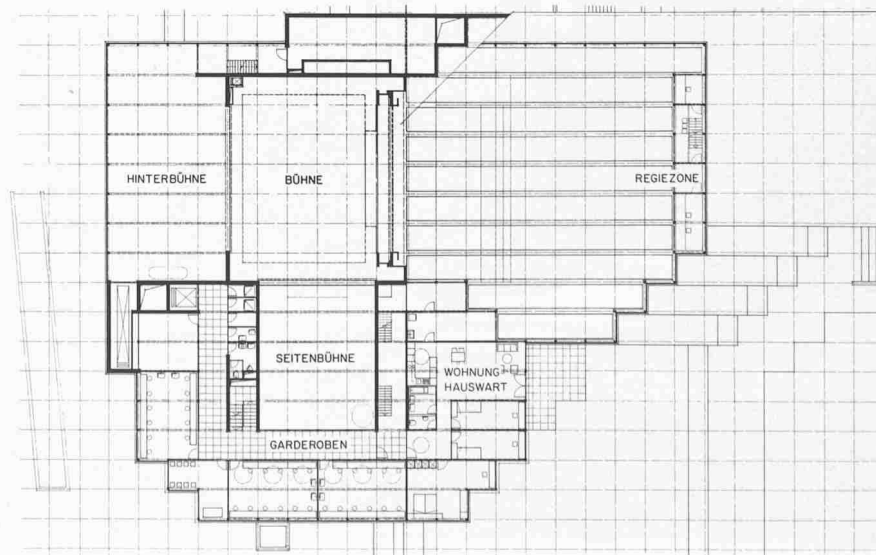 HINTERBÜHNE
BÜHNE
REGIEZONE
SEITENBÜHNE
WOHNUNG
HAUSWART
GARDEROBEN